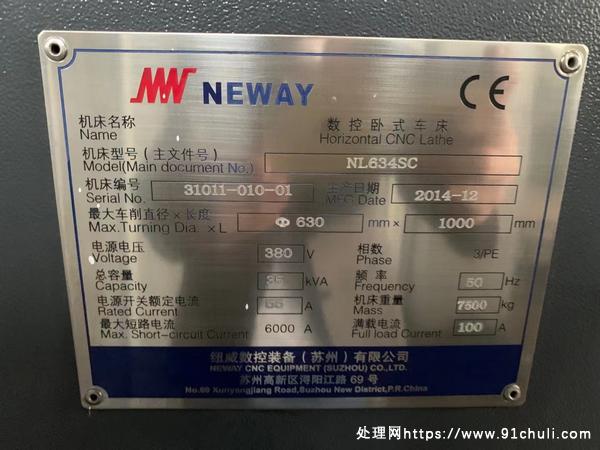 NEWAY CE
机床名称 数控卧式车床
Name Horizontal CNC Lathe
机床型号(主文件号)
Model(Main document No.) NL634SC
机床编号 生产日期
Serial No. 31011-010-01 MFG Date 2014-12
最大车削直径×长度
Max.Turning Dia. ×L Φ 630 mm× 1000 mm
电源电压 相数
Voltage 380 V Phase 3/PE
总容量 频率
Capacity 35 kVA Frequency 50 Hz
电源开关额定电流 机床重量
Rated Current A Mass 7500 kg
最大短路电流 满载电流
Max. Short-circuit Current 6000 A Full load Current 100 A
纽威数控装备(苏州)有限公司
NEWAY CNC EQUIPMENT (SUZHOU) CO.,LTD.
苏州高新区浔阳江路69号
No.69 Xunyangjiang Road,Suzhou New District,P.R.China
处理网https://www.91chuli.com/